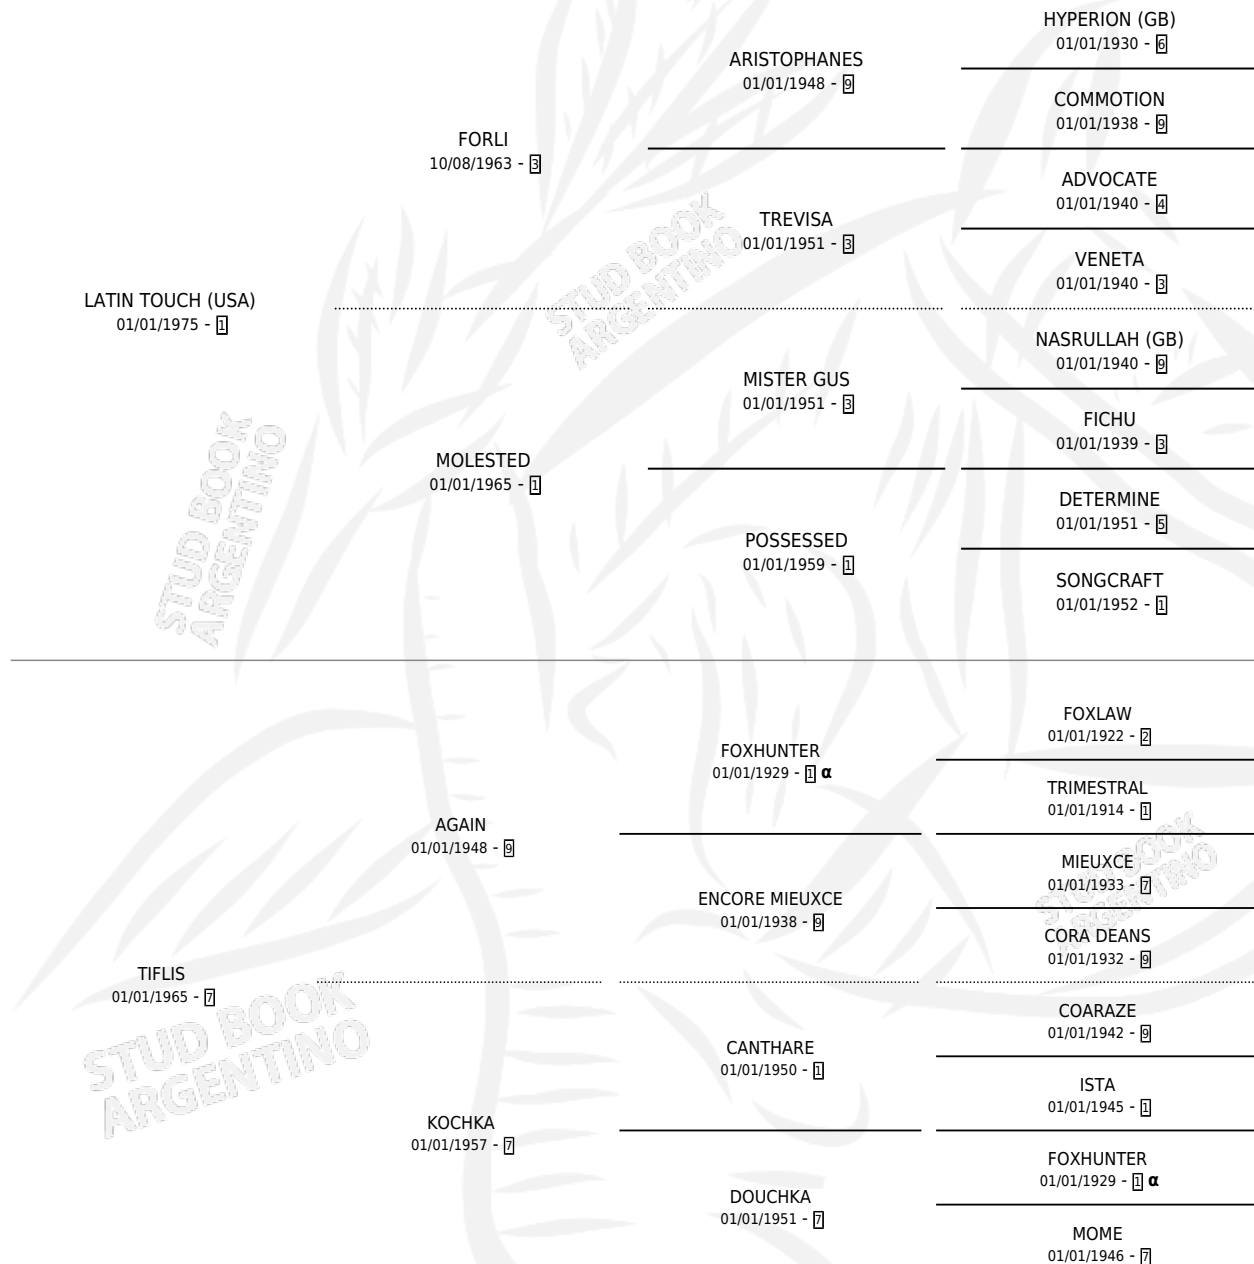 HYPERION (GB)
01/01/1930 - 6
ARISTOPHANES
01/01/1948 - 9
COMMOTION
01/01/1938 - 9
FORLI
10/08/1963 - 3
ADVOCATE
01/01/1940 - 4
TREVISA
01/01/1951 - 3
VENETA
01/01/1940 - 3
LATIN TOUCH (USA)
01/01/1975 - 1
STUD BOOK
ARGENTINO
NASRULLAH (GB)
01/01/1940 - 9
MISTER GUS
01/01/1951 - 3
FICHU
01/01/1939 - 3
MOLESTED
01/01/1965 - 1
DETERMINE
01/01/1951 - 5
POSSESSED
01/01/1959 - 1
SONGCRAFT
01/01/1952 - 1
STUD BOOK
ARGENTINO
FOXLAW
01/01/1922 - 2
FOXHUNTER
01/01/1929 - 1 α
TRIMESTRAL
01/01/1914 - 1
AGAIN
01/01/1948 - 9
MIEUXCE
01/01/1933 - 7
STUD BOOK
ARGENTINO
ENCORE MIEUXCE
01/01/1938 - 9
CORA DEANS
01/01/1932 - 9
TIFLIS
01/01/1965 - 7
STUD BOOK
ARGENTINO
COARAZE
01/01/1942 - 9
CANTHARE
01/01/1950 - 1
ISTA
01/01/1945 - 1
KOCHKA
01/01/1957 - 7
FOXHUNTER
01/01/1929 - 1 α
DOUCHKA
01/01/1951 - 7
MOME
01/01/1946 - 7